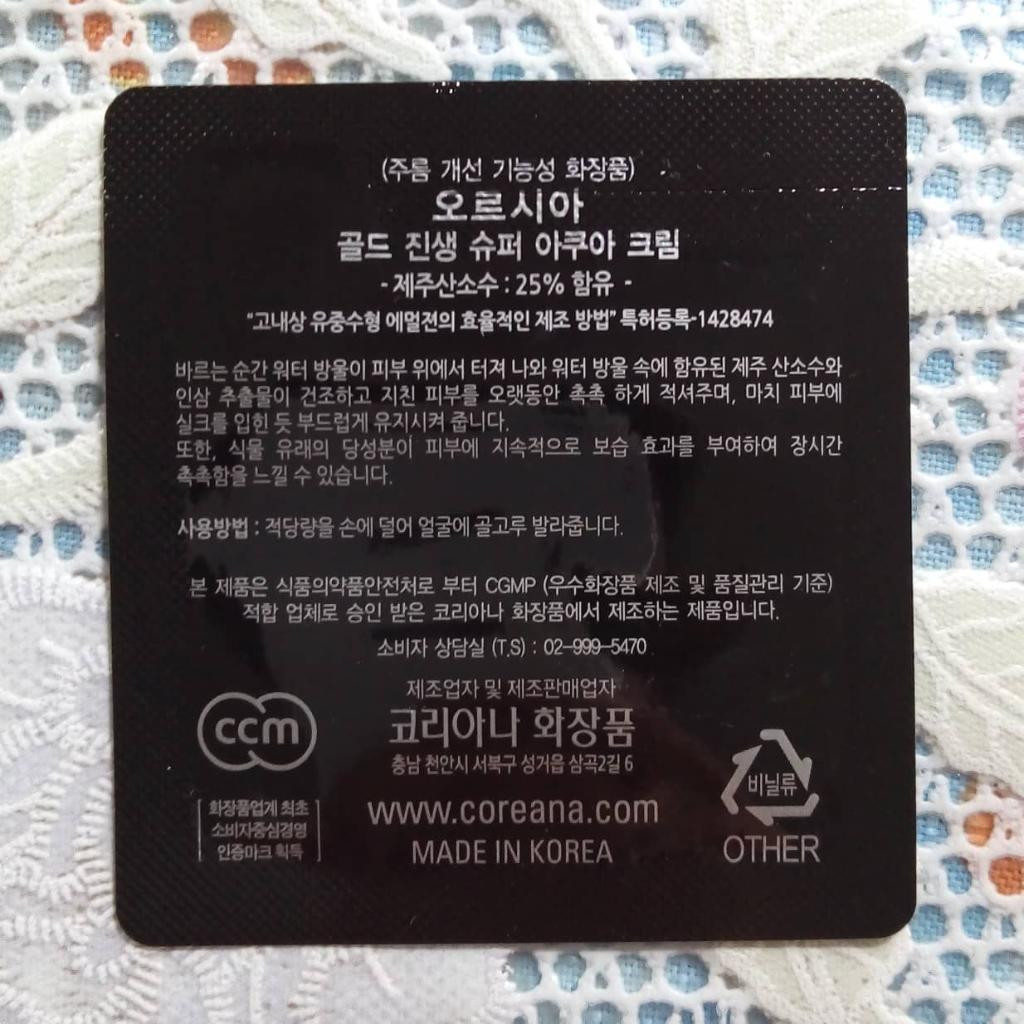 (주름 개선 기능성 화장품)
오르시아
골드 진생 슈퍼 아쿠아 크림
- 제주산소수 : 25% 함유 -
"고내상 유중수형 에멀젼의 효율적인 제조 방법" 특허등록-1428474
바르는 순간 워터 방울이 피부 위에서 터져 나와 워터 방울 속에 함유된 제주 산소수와
인삼 추출물이 건조하고 지친 피부를 오랫동안 촉촉 하게 적셔주며, 마치 피부에
실크를 입힌 듯 부드럽게 유지시켜 줍니다.
또한, 식물 유래의 당성분이 피부에 지속적으로 보습 효과를 부여하여 장시간
촉촉함을 느낄 수 있습니다.
사용방법 : 적당량을 손에 덜어 얼굴에 골고루 발라줍니다.
본 제품은 식품의약품안전처로 부터 CGMP (우수화장품 제조 및 품질관리 기준)
적합 업체로 승인 받은 코리아나 화장품에서 제조하는 제품입니다.
소비자 상담실 (T.S) : 02-999-5470
제조업자 및 제조판매업자
코리아나 화장품
충남 천안시 서북구 성거읍 삼곡2길 6
www.coreana.com
MADE IN KOREA
ccm
화장품업계 최초
소비자중심경영
인증마크 획득
비닐류
OTHER